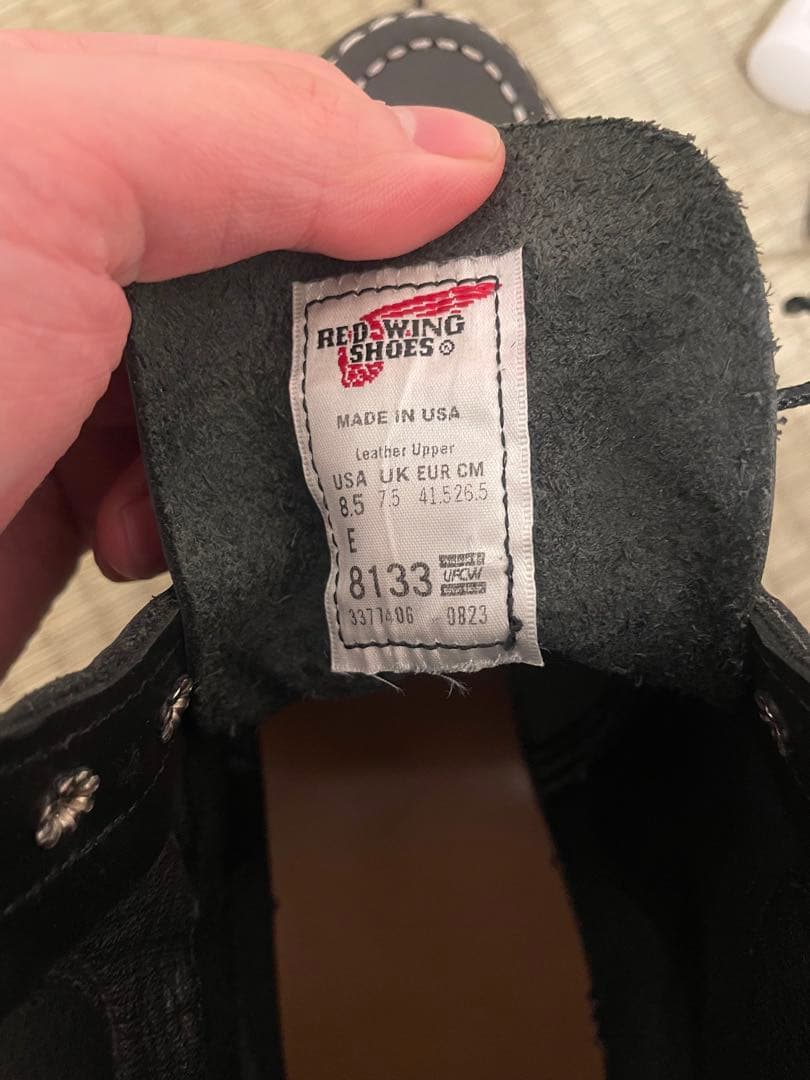 RED WING
SHOES
MADE IN USA
Leather Upper
USA UK EUR CM
8.5 7.5 41.5 26.5
E
8133 UFCW
3377406 0823